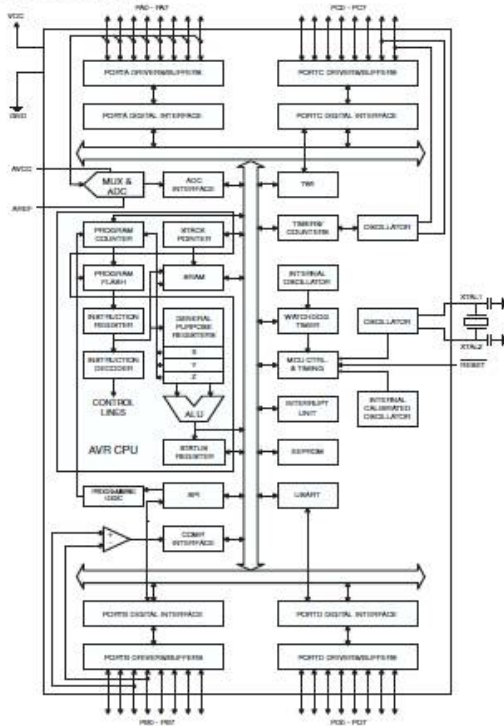 VCC
PA0 - PA7
PC0 - PC7
PORTA DRIVERS/BUFFERS
PORTC DRIVERS/BUFFERS
GND
PORTA DIGITAL INTERFACE
PORTC DIGITAL INTERFACE
AVCC
MUX &
ADC
ADC
INTERFACE
TWI
AREF
PROGRAM
COUNTER
STACK
POINTER
TIMERS/
COUNTERS
OSCILLATOR
PROGRAM
FLASH
SRAM
INTERNAL
OSCILLATOR
XTAL1
INSTRUCTION
REGISTER
GENERAL
PURPOSE
REGISTERS
WATCHDOG
TIMER
OSCILLATOR
XTAL2
X
INSTRUCTION
DECODER
Y
MCU CTRL.
& TIMING
RESET
Z
CONTROL
LINES
ALU
INTERRUPT
UNIT
INTERNAL
CALIBRATED
OSCILLATOR
AVR CPU
STATUS
REGISTER
EEPROM
PROGRAMMING
LOGIC
SPI
USART
+
-
COMP.
INTERFACE
PORTB DIGITAL INTERFACE
PORTD DIGITAL INTERFACE
PORTB DRIVERS/BUFFERS
PORTD DRIVERS/BUFFERS
PB0 - PB7
PD0 - PD7